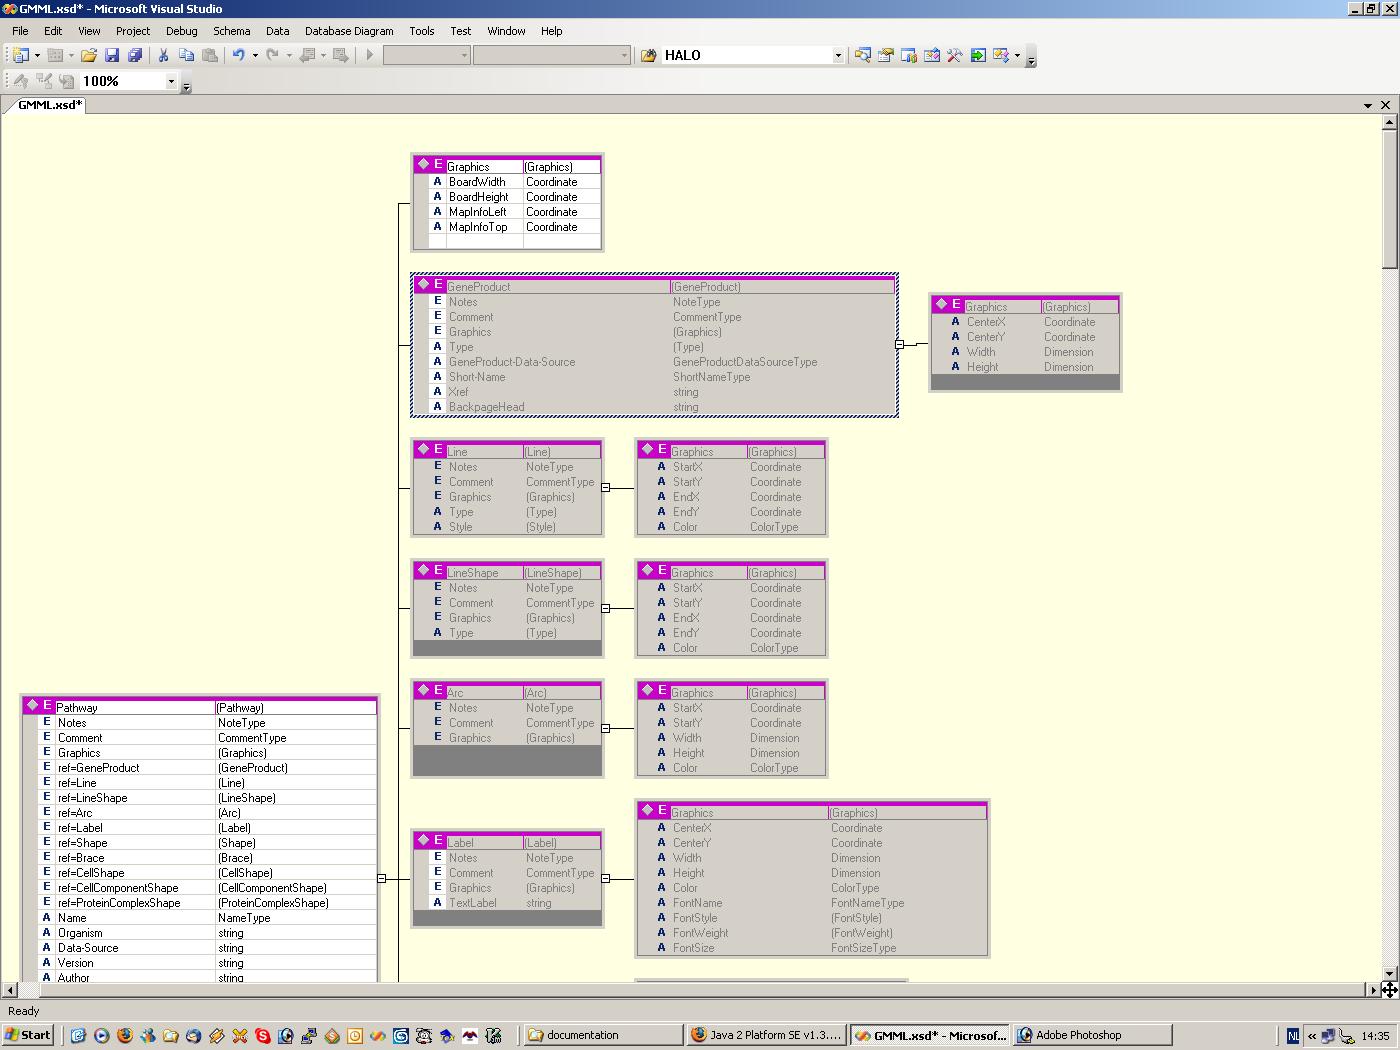 GMML.xsd* - Microsoft Visual Studio
File Edit View Project Debug Schema Data Database Diagram Tools Test Window Help
HALO
100%
GMML.xsd*
E Graphics (Graphics)
A BoardWidth Coordinate
A BoardHeight Coordinate
A MapInfoLeft Coordinate
A MapInfoTop Coordinate
E GeneProduct (GeneProduct)
E Notes NoteType
E Comment CommentType
E Graphics (Graphics)
A Type (Type)
A GeneProduct-Data-Source GeneProductDataSourceType
A Short-Name ShortNameType
A Xref string
A BackpageHead string
E Graphics (Graphics)
A CenterX Coordinate
A CenterY Coordinate
A Width Dimension
A Height Dimension
E Line (Line)
E Notes NoteType
E Comment CommentType
E Graphics (Graphics)
A Type (Type)
A Style (Style)
E Graphics (Graphics)
A StartX Coordinate
A StartY Coordinate
A EndX Coordinate
A EndY Coordinate
A Color ColorType
E LineShape (LineShape)
E Notes NoteType
E Comment CommentType
E Graphics (Graphics)
A Type (Type)
E Graphics (Graphics)
A StartX Coordinate
A StartY Coordinate
A EndX Coordinate
A EndY Coordinate
A Color ColorType
E Arc (Arc)
E Notes NoteType
E Comment CommentType
E Graphics (Graphics)
E Graphics (Graphics)
A StartX Coordinate
A StartY Coordinate
A Width Dimension
A Height Dimension
A Color ColorType
E Label (Label)
E Notes NoteType
E Comment CommentType
E Graphics (Graphics)
A TextLabel string
E Graphics (Graphics)
A CenterX Coordinate
A CenterY Coordinate
A Width Dimension
A Height Dimension
A Color ColorType
A FontName FontNameType
A FontStyle (FontStyle)
A FontWeight (FontWeight)
A FontSize FontSizeType
E Pathway (Pathway)
E Notes NoteType
E Comment CommentType
E Graphics (Graphics)
E ref=GeneProduct (GeneProduct)
E ref=Line (Line)
E ref=LineShape (LineShape)
E ref=Arc (Arc)
E ref=Label (Label)
E ref=Shape (Shape)
E ref=Brace (Brace)
E ref=CellShape (CellShape)
E ref=CellComponentShape (CellComponentShape)
E ref=ProteinComplexShape (ProteinComplexShape)
A Name NameType
A Organism string
A Data-Source string
A Version string
A Author string
Ready
Start documentation Java 2 Platform SE v1.3.... GMML.xsd* - Microsof... Adobe Photoshop NL « 14:35